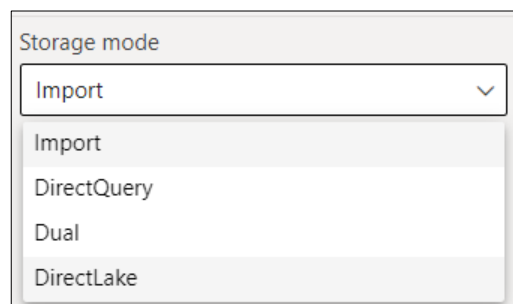 Storage mode
Import
Import
DirectQuery
Dual
DirectLake